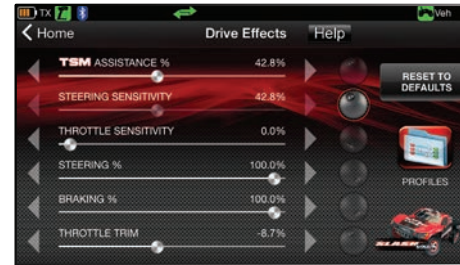 TX
Veh
Home
Drive Effects
Help
TSM ASSISTANCE % 42.8%
STEERING SENSITIVITY 42.8%
THROTTLE SENSITIVITY 0.0%
STEERING % 100.0%
BRAKING % 100.0%
THROTTLE TRIM -8.7%
RESET TO
DEFAULTS
PROFILES
SLASH